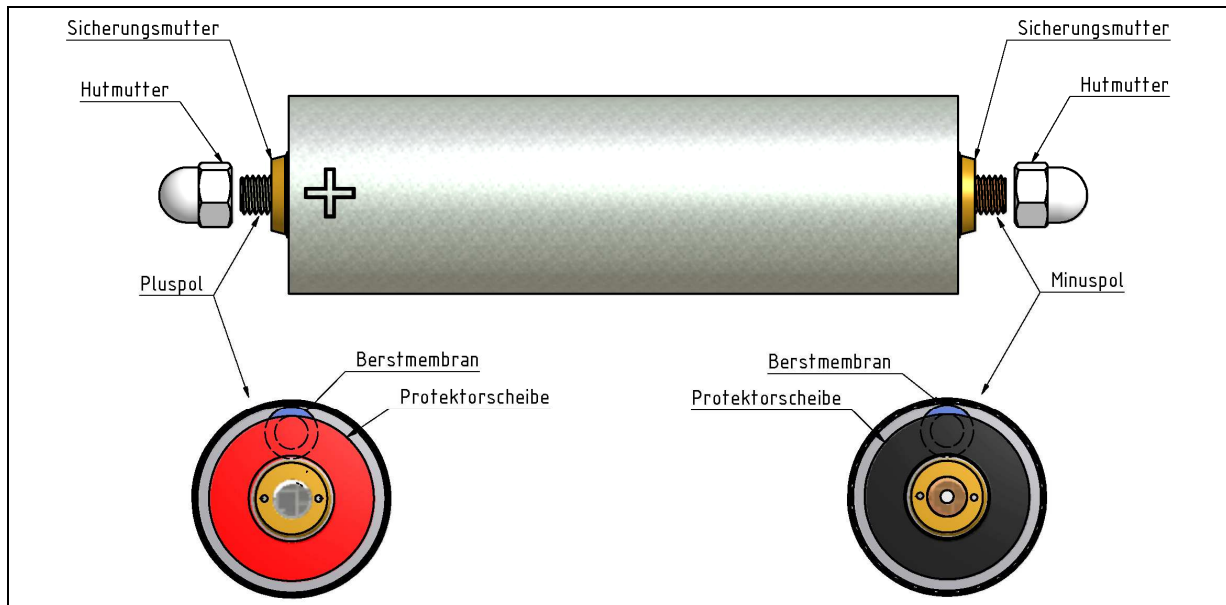 Sicherungsmutter
Sicherungsmutter
Hutmutter
Hutmutter
Pluspol
Minuspol
Berstmembran
Berstmembran
Protektorscheibe
Protektorscheibe